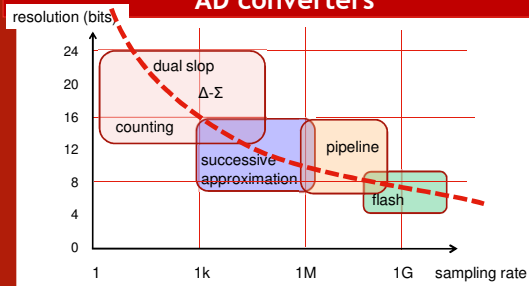 AD converters
resolution (bits)
24
dual slop
20
Δ-Σ
16
counting
pipeline
12
successive
approximation
8
flash
4
0
1 1k 1M 1G sampling rate